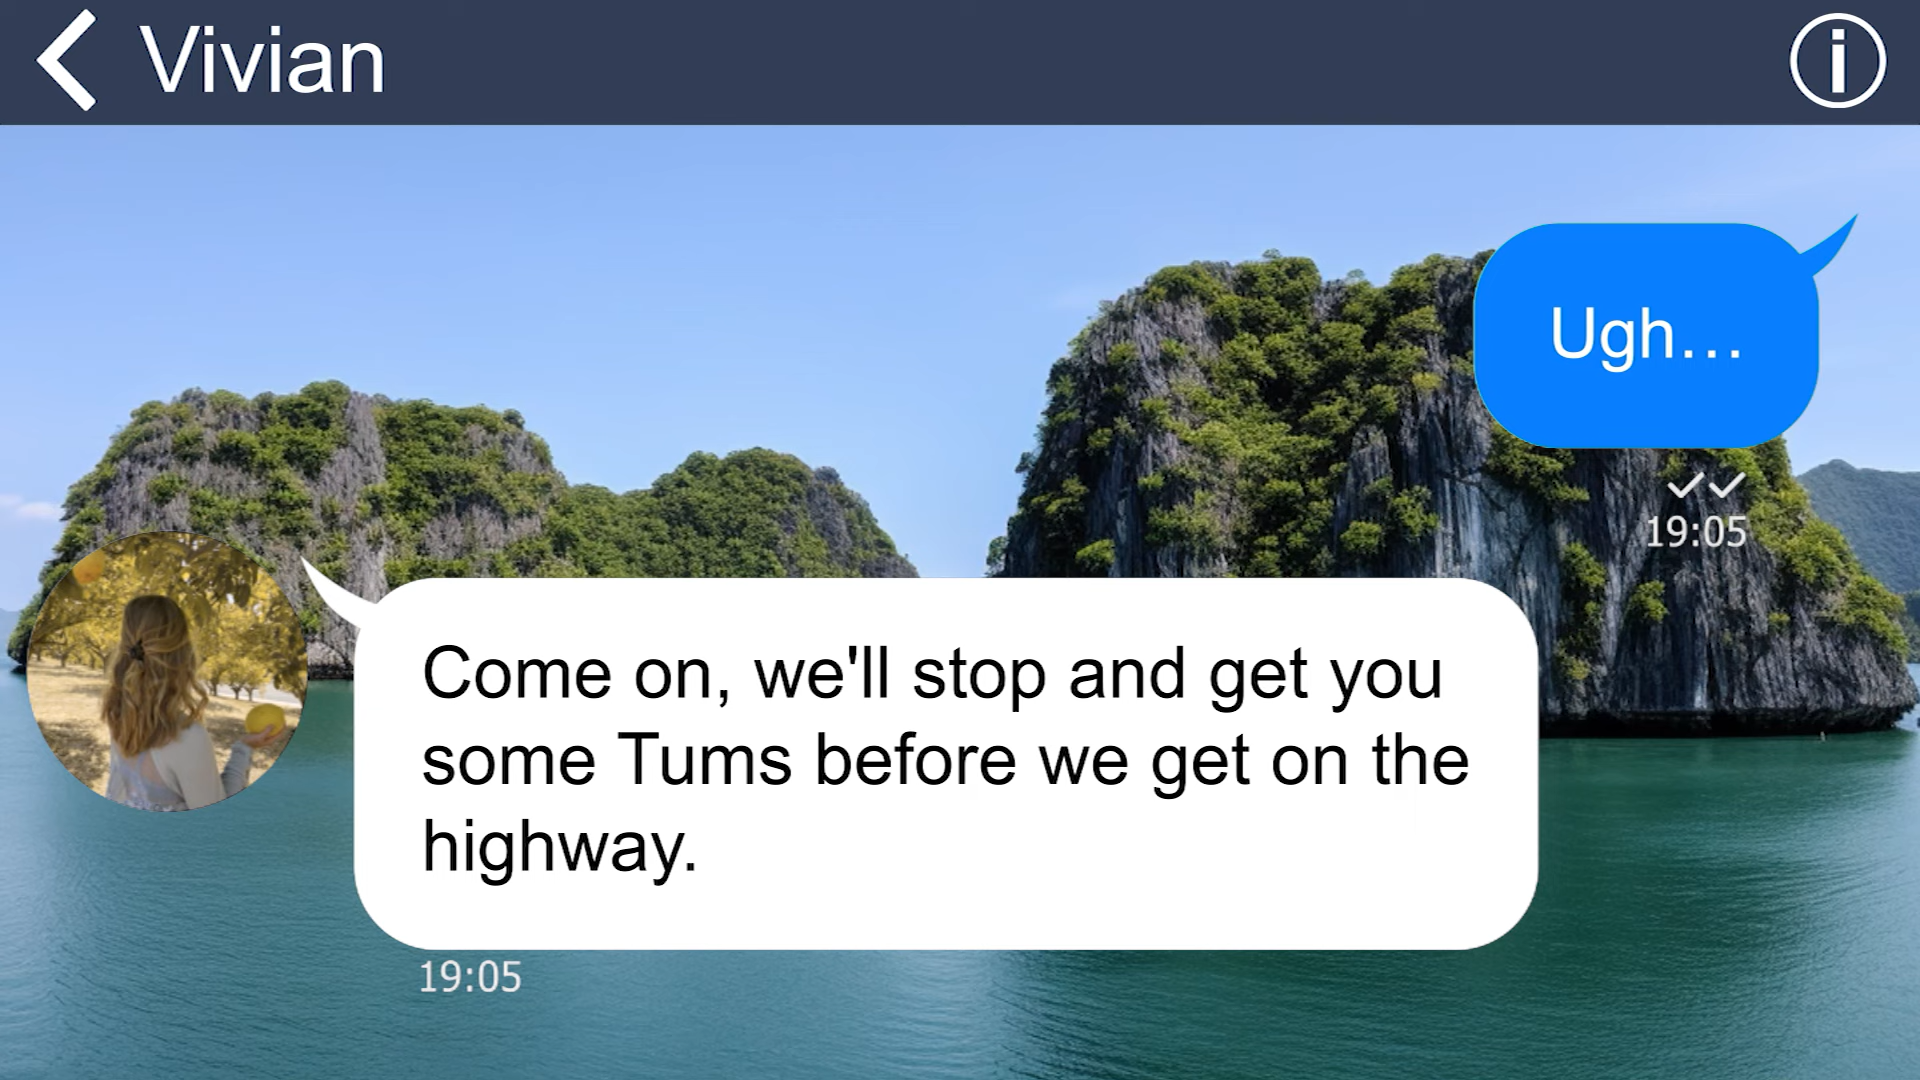 Vivian
Ugh...
19:05
Come on, we'll stop and get you
some Tums before we get on the
highway.
19:05